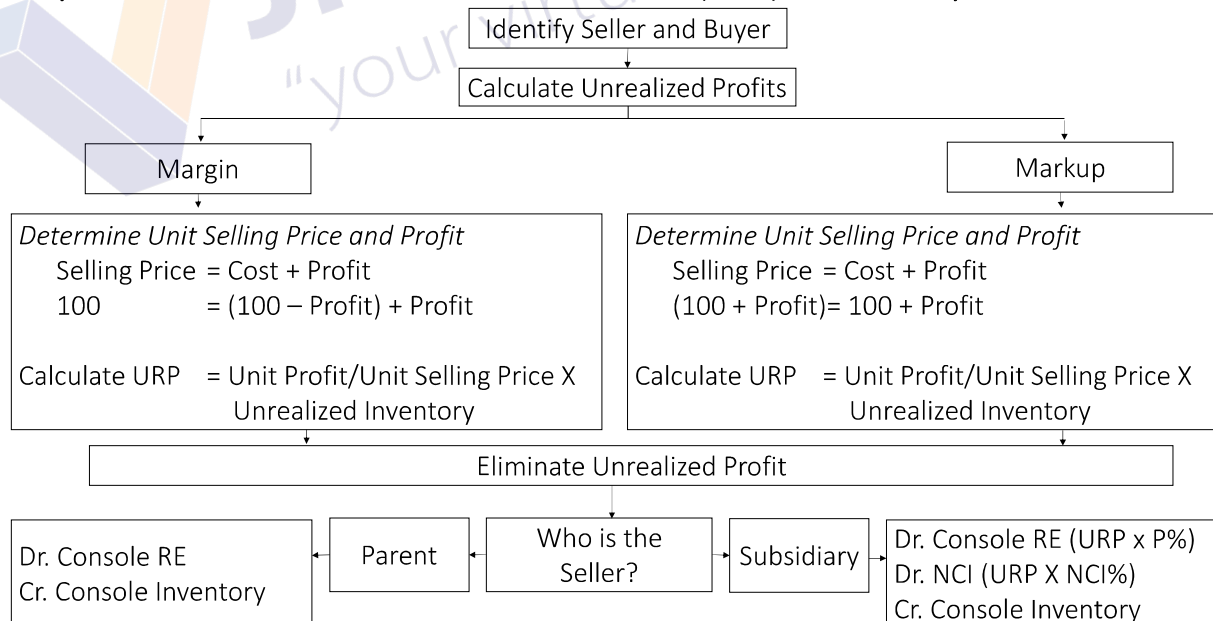 "your virtu
Identify Seller and Buyer
Calculate Unrealized Profits
Margin
Markup
Determine Unit Selling Price and Profit
Selling Price = Cost + Profit
100 = (100 – Profit) + Profit
Calculate URP = Unit Profit/Unit Selling Price X
Unrealized Inventory
Determine Unit Selling Price and Profit
Selling Price = Cost + Profit
(100 + Profit)= 100 + Profit
Calculate URP = Unit Profit/Unit Selling Price X
Unrealized Inventory
Eliminate Unrealized Profit
Dr. Console RE
Cr. Console Inventory
Parent
Who is the
Seller?
Subsidiary
Dr. Console RE (URP x P%)
Dr. NCI (URP X NCI%)
Cr. Console Inventory